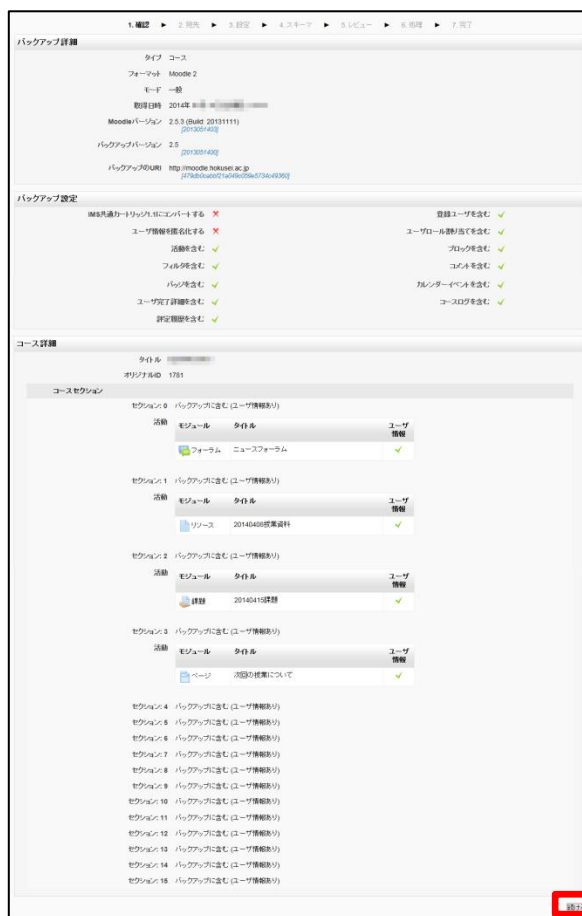 1. 確認 ► 2. 宛先 ► 3. 設定 ► 4. スキーマ ► 5. レビュー ► 6. 処理 ► 7. 完了
バックアップ詳細
タイプ コース
フォーマット Moodle 2
モード 一般
取得日時 2014年
Moodleバージョン 2.5.3 (Build: 20131111)
[2013051403]
バックアップバージョン 2.5
[2013051400]
バックアップのURI http://moodle.hokusei.ac.jp
バックアップ設定
IMS共通カートリッジ1.1にコンバートする 登録ユーザを含む
ユーザ情報を匿名化する ユーザロール割り当てを含む
活動を含む ブロックを含む
フィルタを含む コメントを含む
バッジを含む カレンダーイベントを含む
ユーザ完了詳細を含む コースログを含む
評定履歴を含む
コース詳細
タイトル
オリジナルID 1781
コースセクション
セクション: 0 バックアップに含む (ユーザ情報あり)
活動 モジュール タイトル ユーザ
情報
フォーラム ニュースフォーラム
セクション: 1 バックアップに含む (ユーザ情報あり)
活動 モジュール タイトル ユーザ
情報
リソース 20140408授業資料
セクション: 2 バックアップに含む (ユーザ情報あり)
活動 モジュール タイトル ユーザ
情報
課題 20140415課題
セクション: 3 バックアップに含む (ユーザ情報あり)
活動 モジュール タイトル ユーザ
情報
ページ 次回の授業について
セクション: 4 バックアップに含む (ユーザ情報あり)
セクション: 5 バックアップに含む (ユーザ情報あり)
セクション: 6 バックアップに含む (ユーザ情報あり)
セクション: 7 バックアップに含む (ユーザ情報あり)
セクション: 8 バックアップに含む (ユーザ情報あり)
セクション: 9 バックアップに含む (ユーザ情報あり)
セクション: 10 バックアップに含む (ユーザ情報あり)
セクション: 11 バックアップに含む (ユーザ情報あり)
セクション: 12 バックアップに含む (ユーザ情報あり)
セクション: 13 バックアップに含む (ユーザ情報あり)
セクション: 14 バックアップに含む (ユーザ情報あり)
セクション: 15 バックアップに含む (ユーザ情報あり)
続け